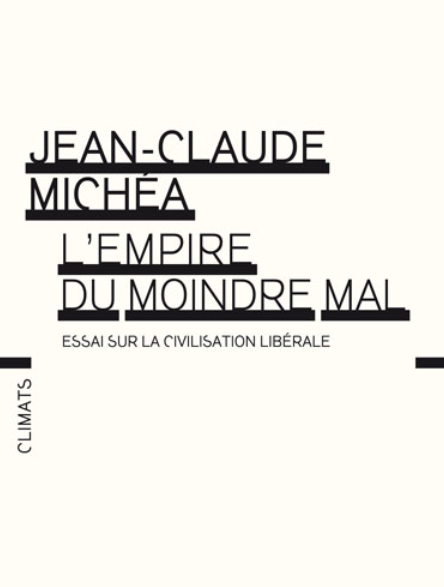 JEAN-CLAUDE
MICHÉA
L'EMPIRE
DU MOINDRE MAL
ESSAI SUR LA CIVILISATION LIBÉRALE
CLIMATS